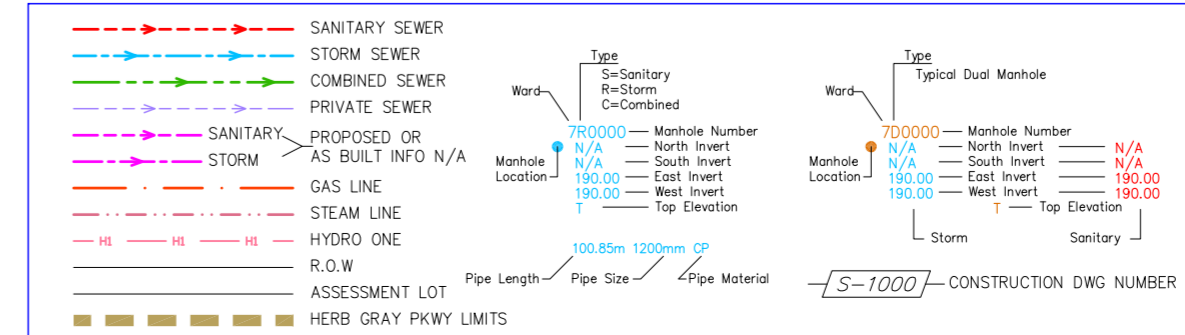 SANITARY SEWER
STORM SEWER
COMBINED SEWER
PRIVATE SEWER
SANITARY
STORM
PROPOSED OR
AS BUILT INFO N/A
GAS LINE
STEAM LINE
H1 H1 H1 HYDRO ONE
R.O.W
ASSESSMENT LOT
HERB GRAY PKWY LIMITS
Type
S=Sanitary
R=Storm
C=Combined
Ward
7R0000 Manhole Number
N/A North Invert
N/A South Invert
190.00 East Invert
190.00 West Invert
T Top Elevation
Manhole
Location
100.85m 1200mm CP
Pipe Length Pipe Size Pipe Material
Type
Typical Dual Manhole
Ward
7D0000 Manhole Number
N/A North Invert N/A
N/A South Invert N/A
190.00 East Invert 190.00
190.00 West Invert 190.00
T Top Elevation
Manhole
Location
Storm Sanitary
S-1000 CONSTRUCTION DWG NUMBER